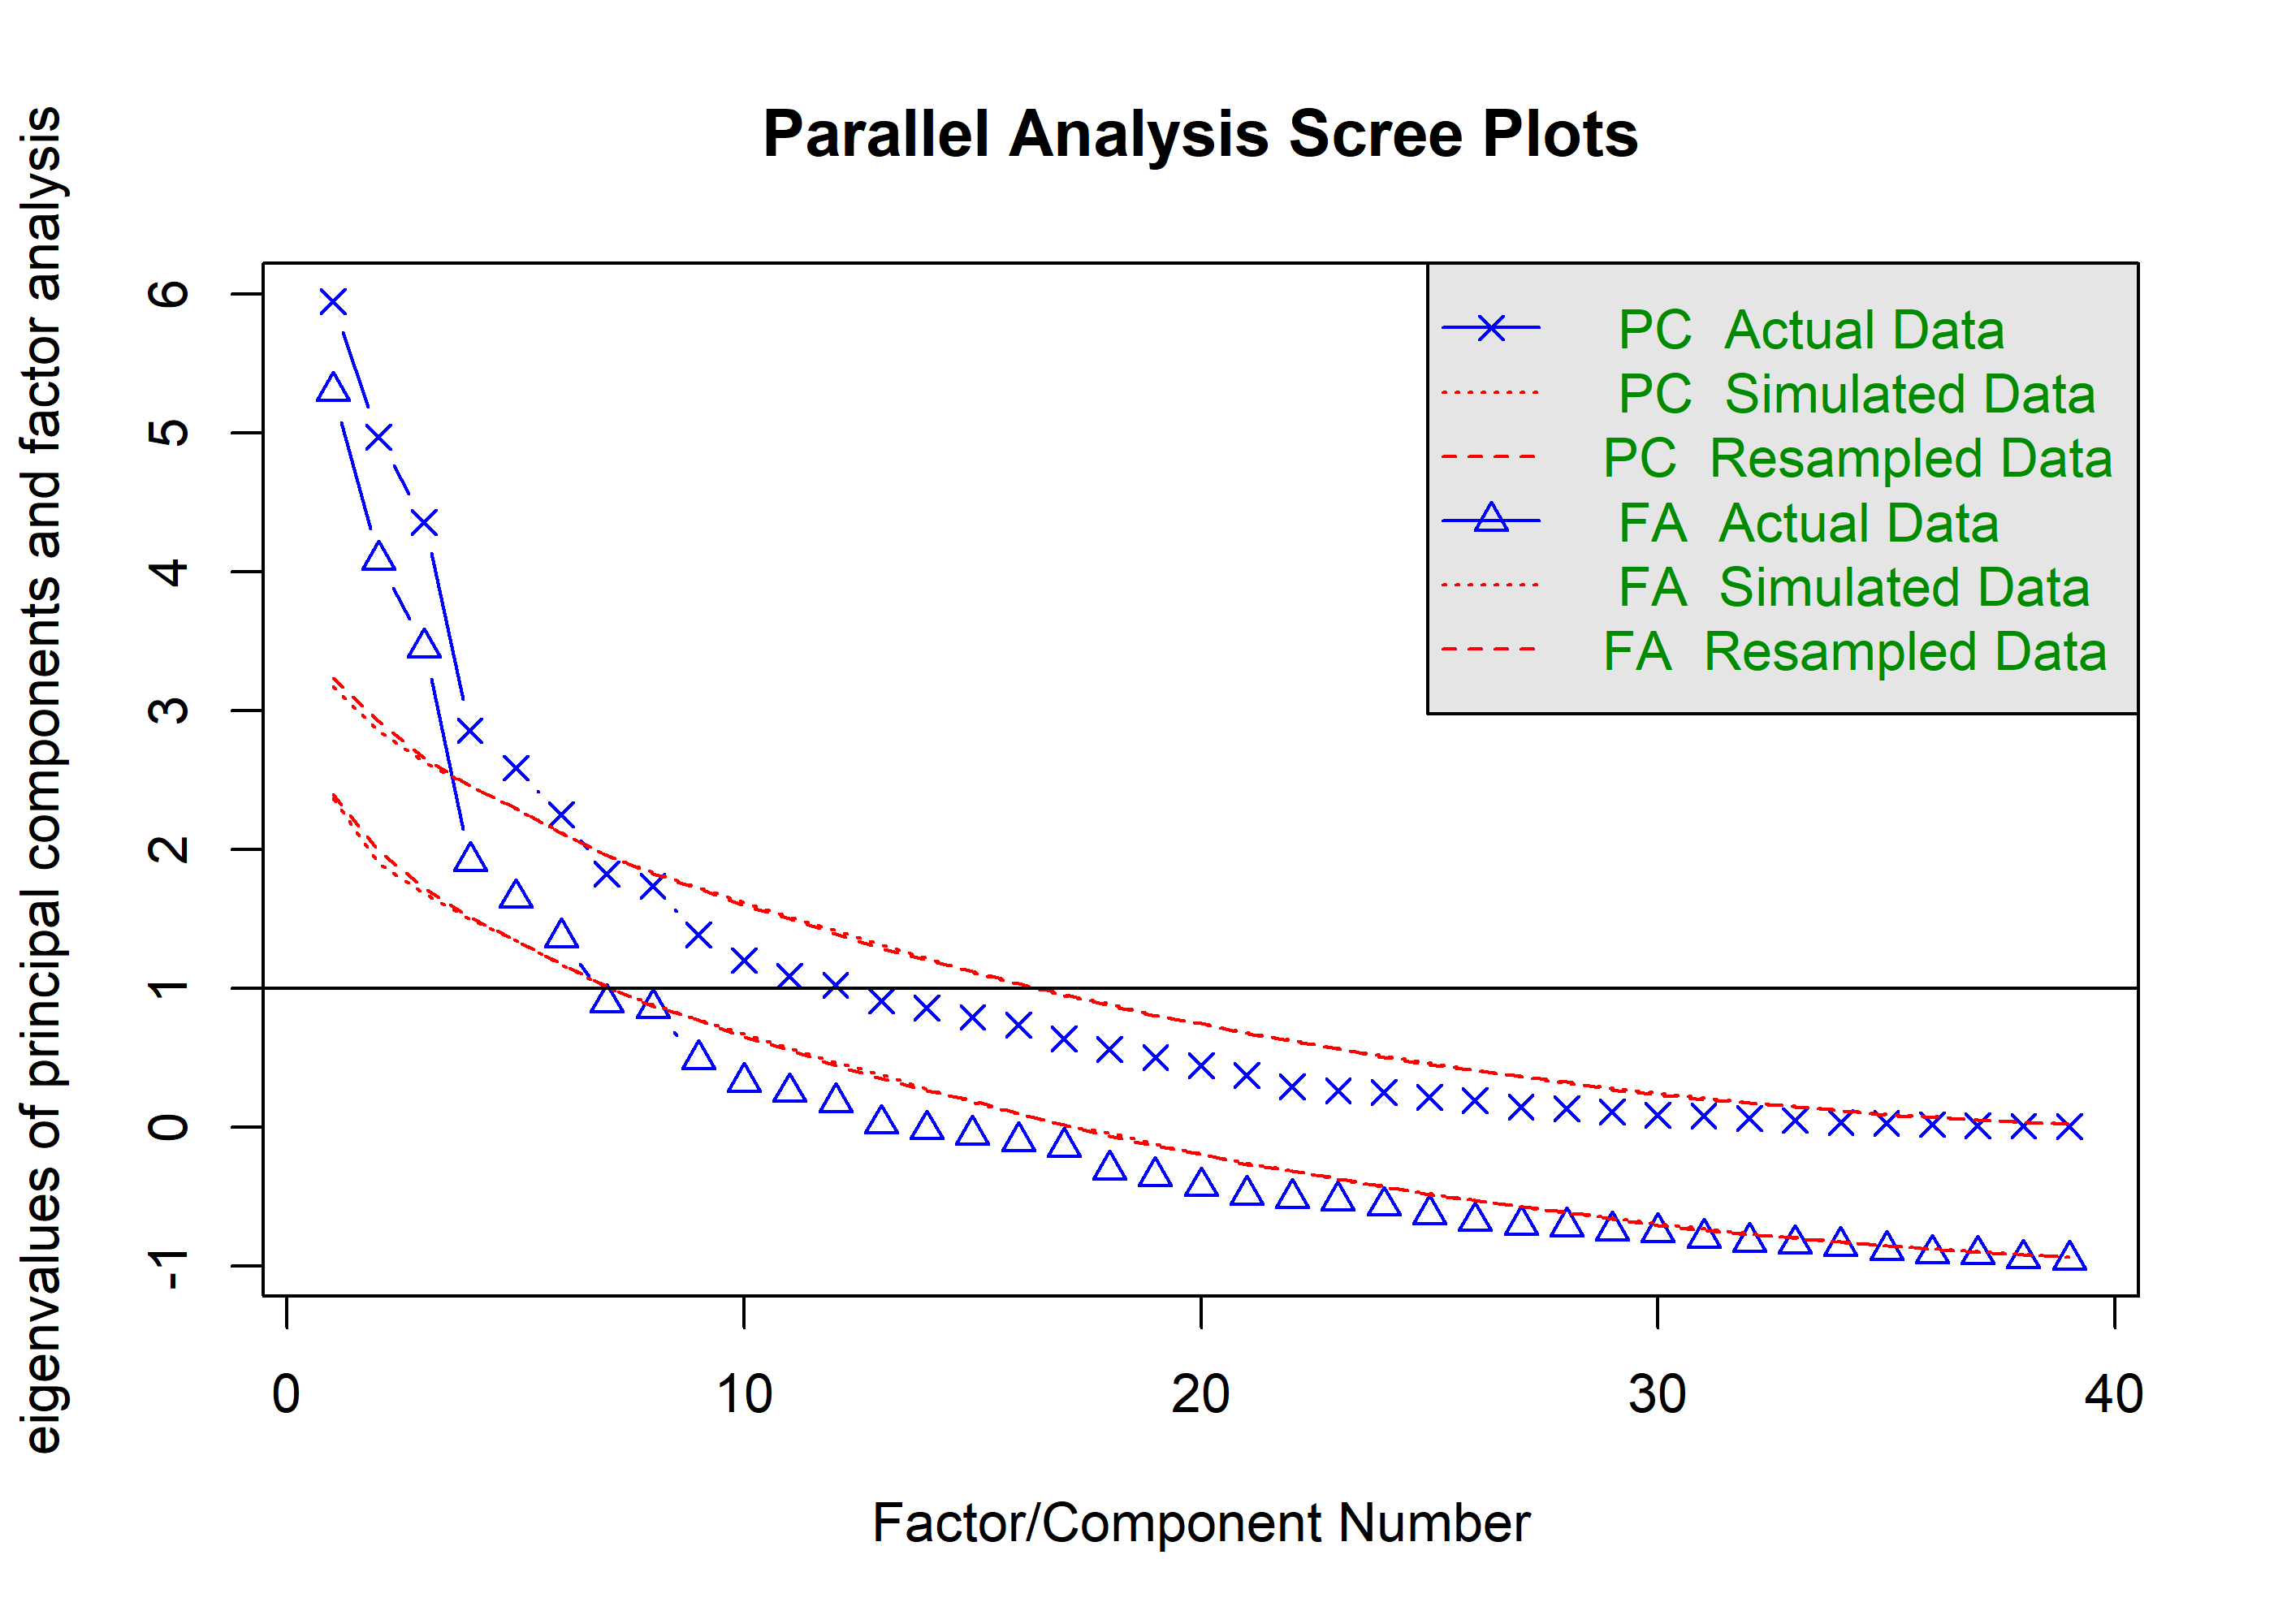 Parallel Analysis Scree Plots
eigenvalues of principal components and factor analysis
6
5
4
3
2
1
0
-1
PC Actual Data
PC Simulated Data
PC Resampled Data
FA Actual Data
FA Simulated Data
FA Resampled Data
0 10 20 30 40
Factor/Component Number